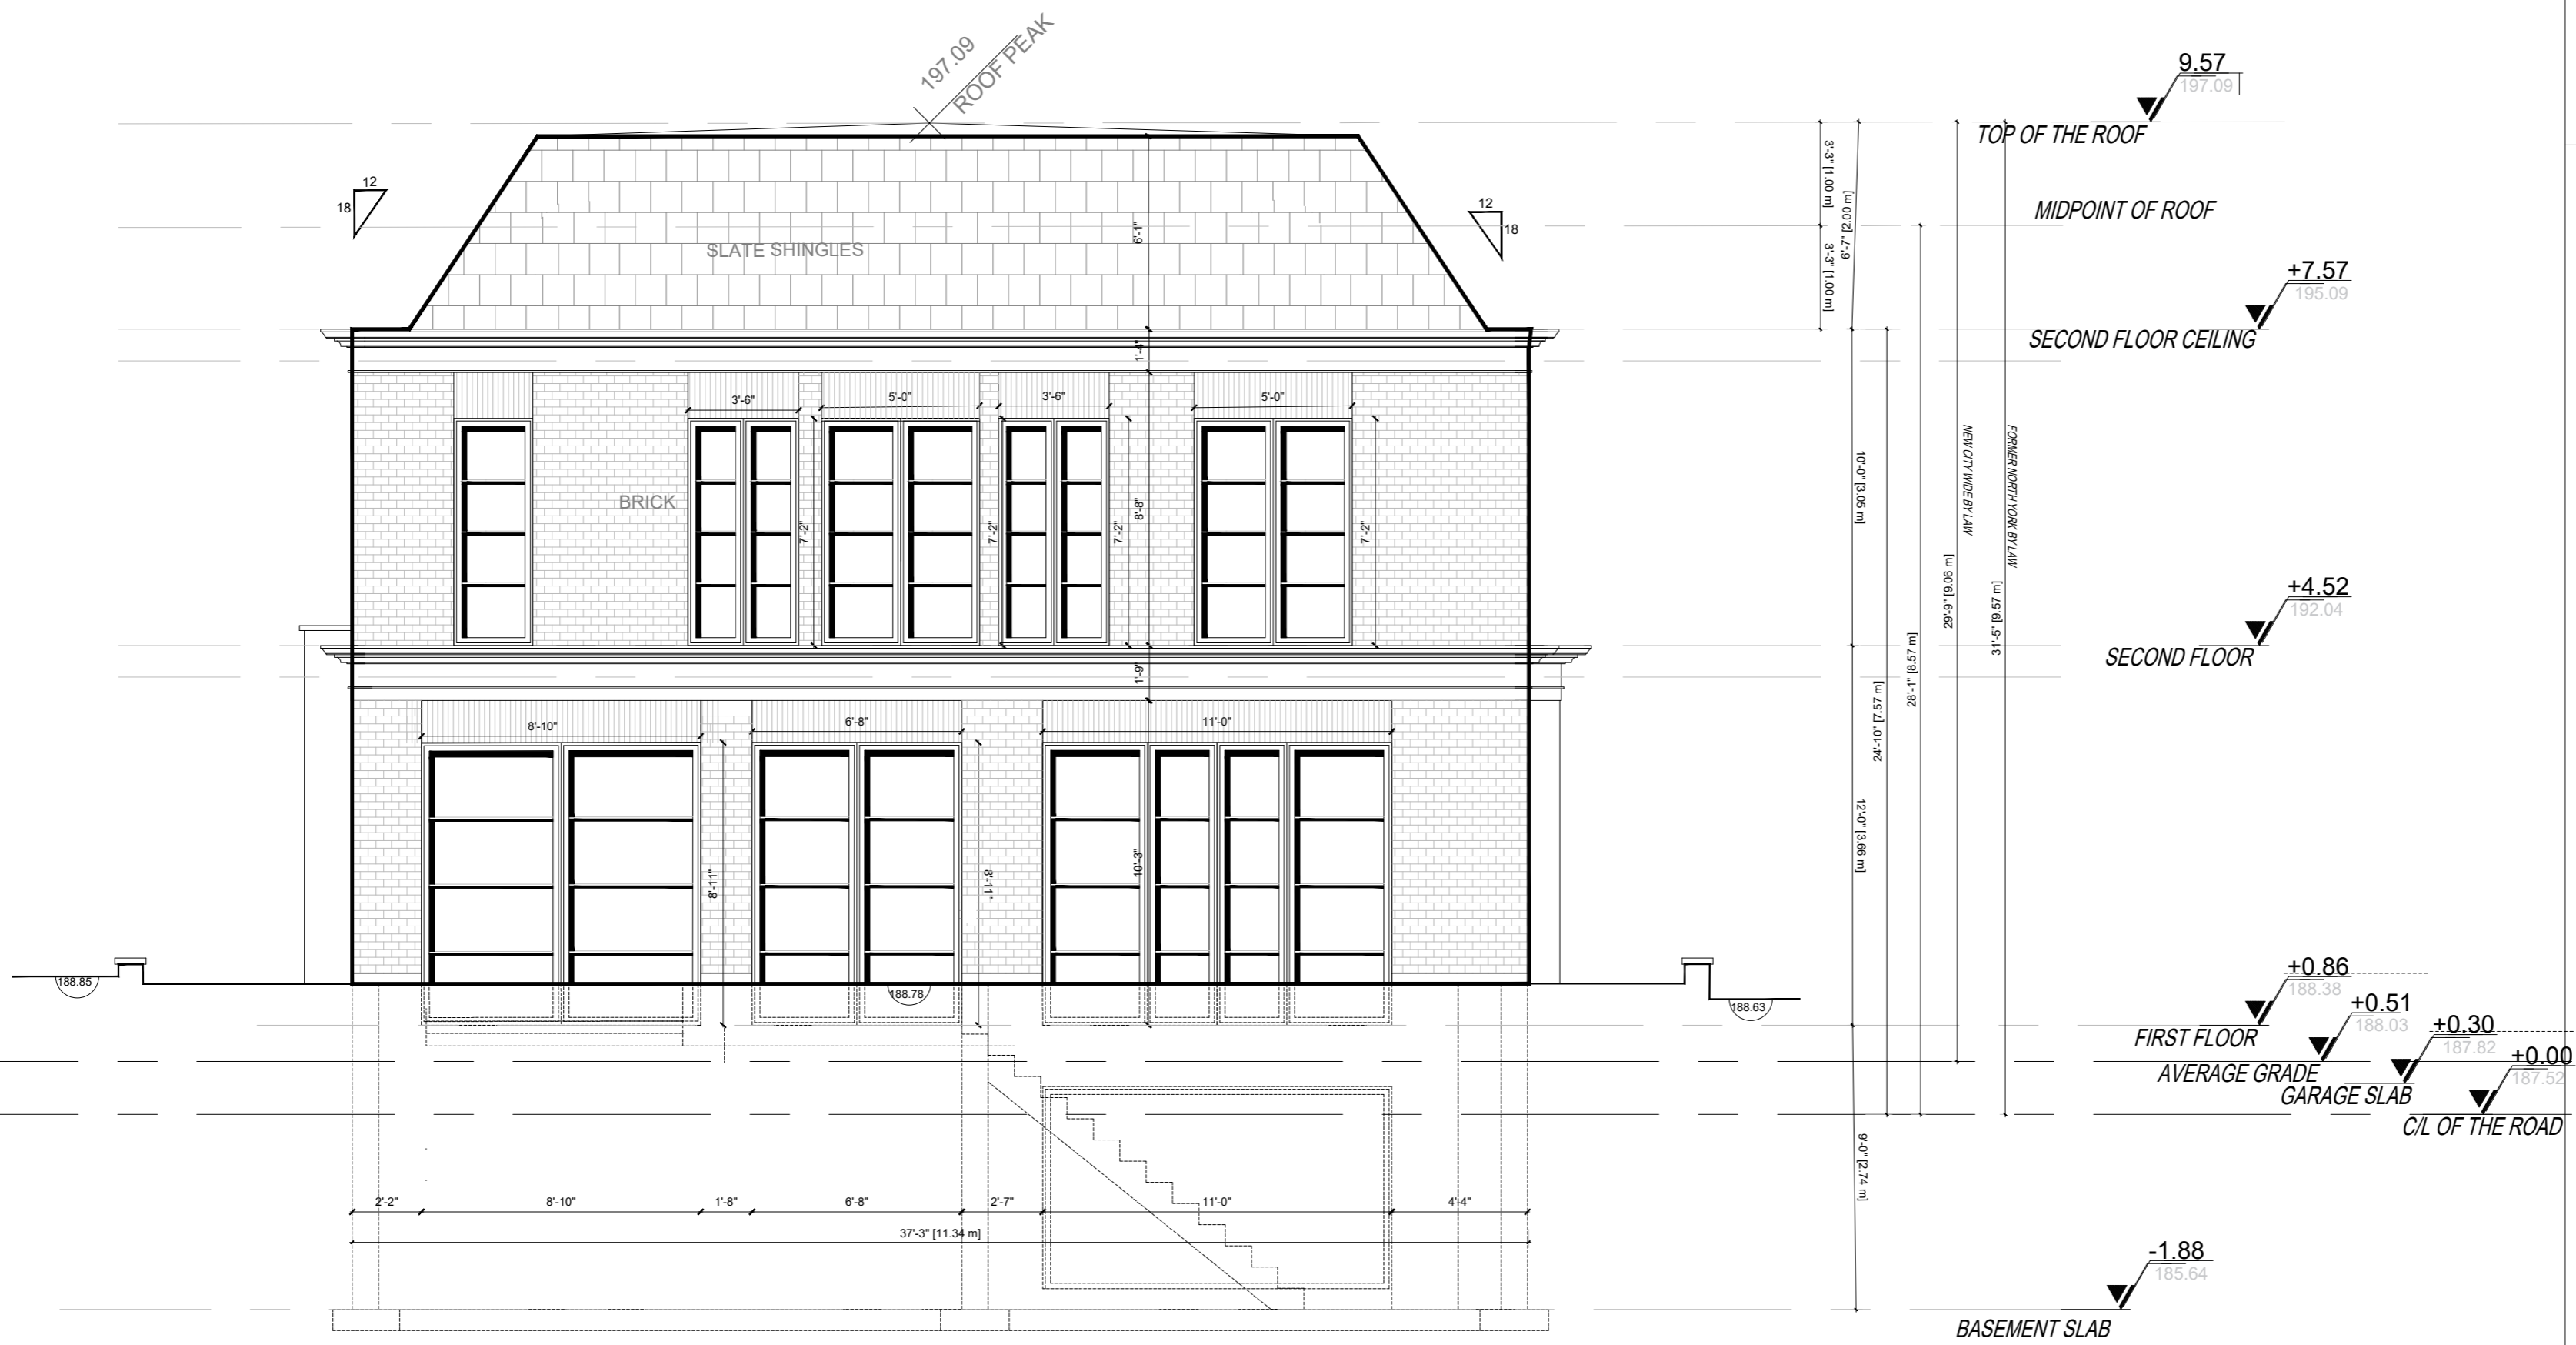 197.09
ROOF PEAK
9.57
197.09
TOP OF THE ROOF
12
18
12
18
SLATE SHINGLES
6'-1"
3'-3" [1.00 m]
6'-7" [2.00 m]
3'-3" [1.00 m]
MIDPOINT OF ROOF
+7.57
195.09
SECOND FLOOR CEILING
1'-4"
3'-6"
5'-0"
3'-6"
5'-0"
BRICK
7'-2"
7'-2"
7'-2"
8'-8"
7'-2"
10'-0" [3.05 m]
NEW CITY WIDE BY LAW
FORMER NORTH YORK BY LAW
29'-9" [9.06 m]
31'-5" [9.57 m]
28'-1" [8.57 m]
24'-10" [7.57 m]
+4.52
192.04
SECOND FLOOR
1'-9"
8'-10"
6'-8"
11'-0"
8'-11"
8'-11"
10'-3"
12'-0" [3.66 m]
188.85
188.78
188.63
+0.86
188.38
FIRST FLOOR
+0.51
188.03
AVERAGE GRADE
+0.30
187.82
GARAGE SLAB
+0.00
187.52
C/L OF THE ROAD
9'-0" [2.74 m]
2'-2"
8'-10"
1'-8"
6'-8"
2'-7"
11'-0"
4'-4"
37'-3" [11.34 m]
-1.88
185.64
BASEMENT SLAB